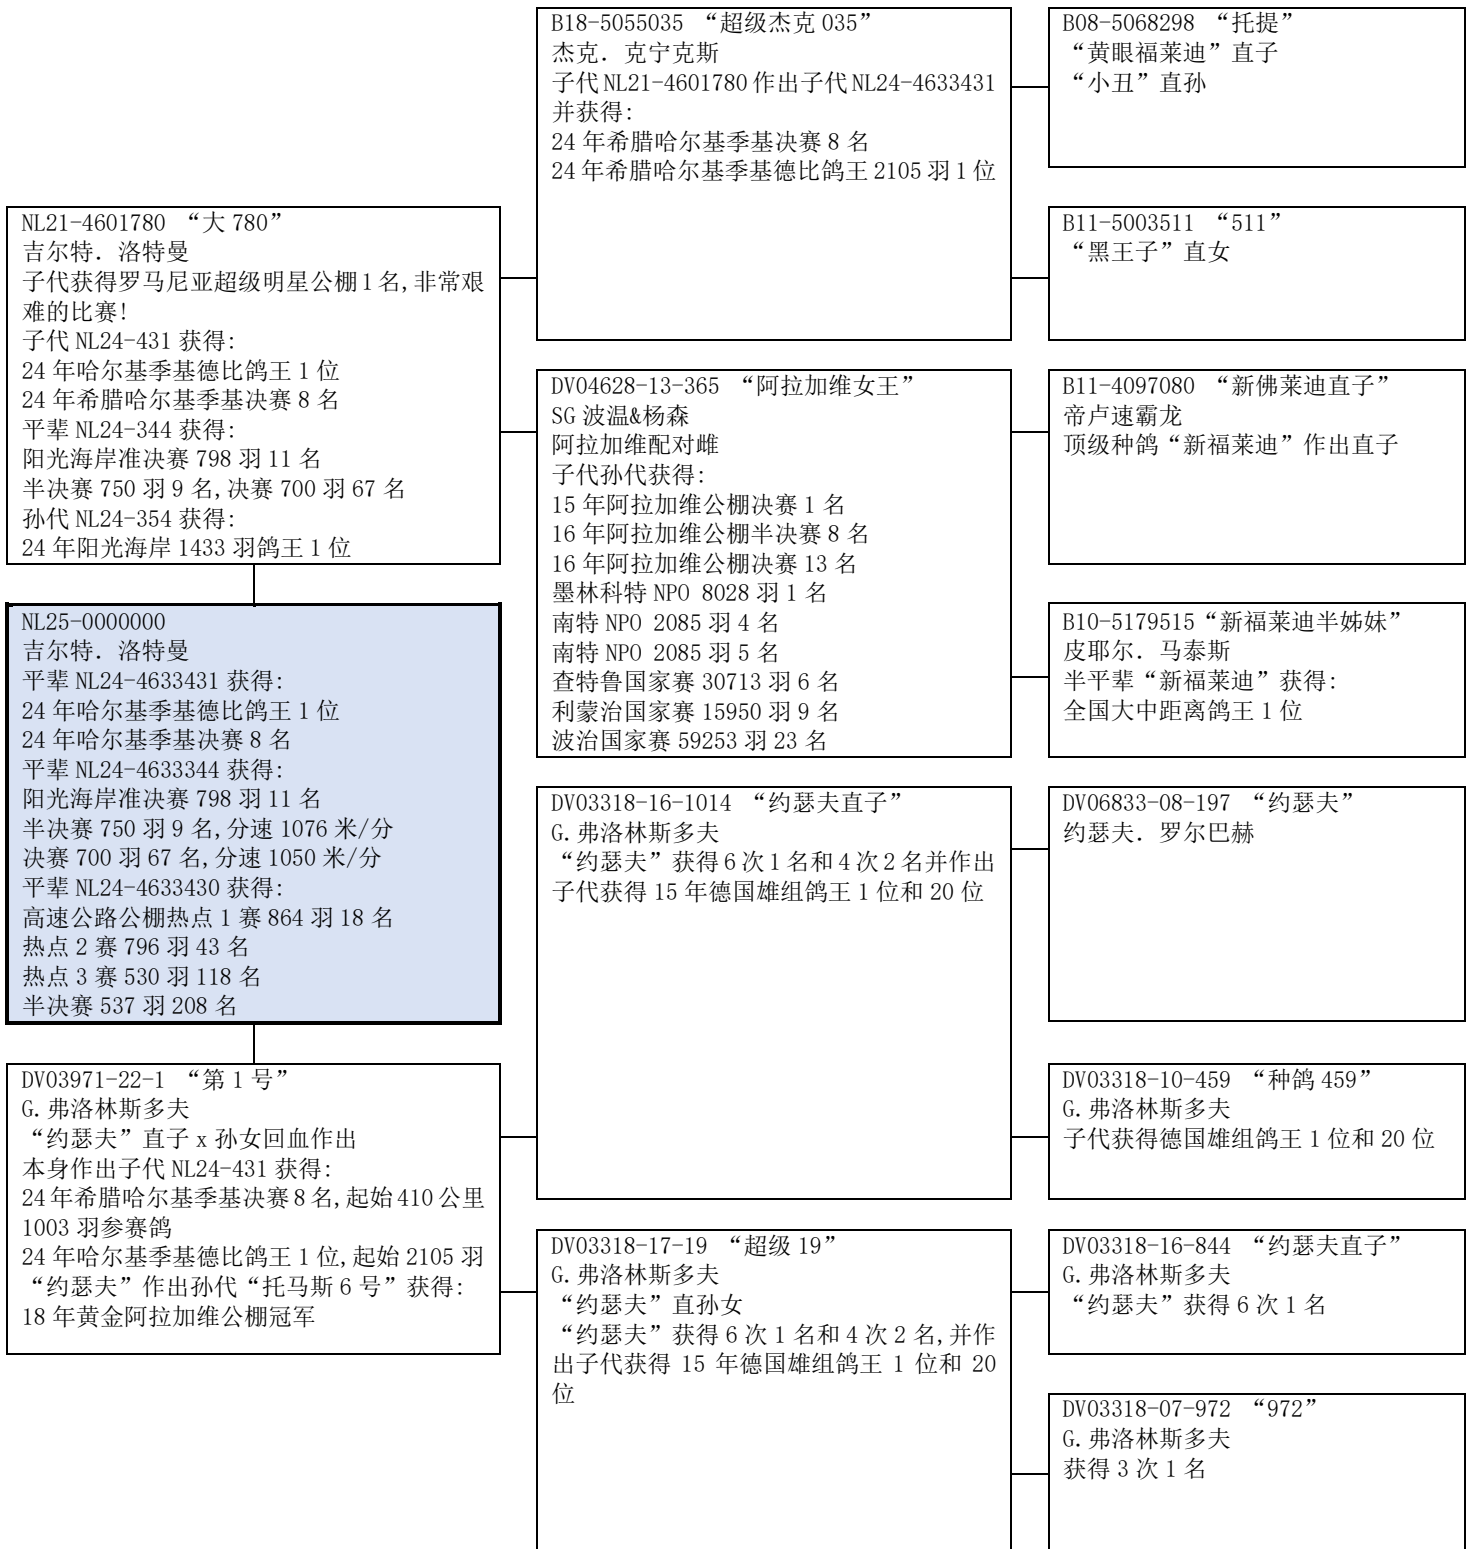 NL21-4601780 “大 780”
吉尔特．洛特曼
子代获得罗马尼亚超级明星公棚 1 名,非常艰
难的比赛!
子代 NL24-431 获得:
24 年哈尔基季基德比鸽王 1 位
24 年希腊哈尔基季基决赛 8 名
平辈 NL24-344 获得:
阳光海岸准决赛 798 羽 11 名
半决赛 750 羽 9 名,决赛 700 羽 67 名
孙代 NL24-354 获得:
24 年阳光海岸 1433 羽鸽王 1 位
NL25-0000000
吉尔特．洛特曼
平辈 NL24-4633431 获得:
24 年哈尔基季基德比鸽王 1 位
24 年哈尔基季基决赛 8 名
平辈 NL24-4633344 获得:
阳光海岸准决赛 798 羽 11 名
半决赛 750 羽 9 名,分速 1076 米/分
决赛 700 羽 67 名,分速 1050 米/分
平辈 NL24-4633430 获得:
高速公路公棚热点 1 赛 864 羽 18 名
热点 2 赛 796 羽 43 名
热点 3 赛 530 羽 118 名
半决赛 537 羽 208 名
DV03971-22-1 “第 1 号”
G.弗洛林斯多夫
“约瑟夫”直子 x 孙女回血作出
本身作出子代 NL24-431 获得:
24 年希腊哈尔基季基决赛 8 名,起始 410 公里
1003 羽参赛鸽
24 年哈尔基季基德比鸽王 1 位,起始 2105 羽
“约瑟夫”作出孙代“托马斯 6 号”获得:
18 年黄金阿拉加维公棚冠军
B18-5055035 “超级杰克 035”
杰克．克宁克斯
子代 NL21-4601780 作出子代 NL24-4633431
并获得:
24 年希腊哈尔基季基决赛 8 名
24 年希腊哈尔基季基德比鸽王 2105 羽 1 位
DV04628-13-365 “阿拉加维女王”
SG 波温&杨森
阿拉加维配对雌
子代孙代获得:
15 年阿拉加维公棚决赛 1 名
16 年阿拉加维公棚半决赛 8 名
16 年阿拉加维公棚决赛 13 名
墨林科特 NPO 8028 羽 1 名
南特 NPO 2085 羽 4 名
南特 NPO 2085 羽 5 名
查特鲁国家赛 30713 羽 6 名
利蒙治国家赛 15950 羽 9 名
波治国家赛 59253 羽 23 名
DV03318-16-1014 “约瑟夫直子”
G.弗洛林斯多夫
“约瑟夫”获得 6 次 1 名和 4 次 2 名并作出
子代获得 15 年德国雄组鸽王 1 位和 20 位
DV03318-17-19 “超级 19”
G.弗洛林斯多夫
“约瑟夫”直孙女
“约瑟夫”获得 6 次 1 名和 4 次 2 名,并作
出子代获得 15 年德国雄组鸽王 1 位和 20
位
B08-5068298 “托提”
“黄眼福莱迪”直子
“小丑”直孙
B11-5003511 “511”
“黑王子”直女
B11-4097080 “新佛莱迪直子”
帝卢速霸龙
顶级种鸽“新福莱迪”作出直子
B10-5179515“新福莱迪半姊妹”
皮耶尔．马泰斯
半平辈“新福莱迪”获得:
全国大中距离鸽王 1 位
DV06833-08-197 “约瑟夫”
约瑟夫．罗尔巴赫
DV03318-10-459 “种鸽 459”
G.弗洛林斯多夫
子代获得德国雄组鸽王 1 位和 20 位
DV03318-16-844 “约瑟夫直子”
G.弗洛林斯多夫
“约瑟夫”获得 6 次 1 名
DV03318-07-972 “972”
G.弗洛林斯多夫
获得 3 次 1 名